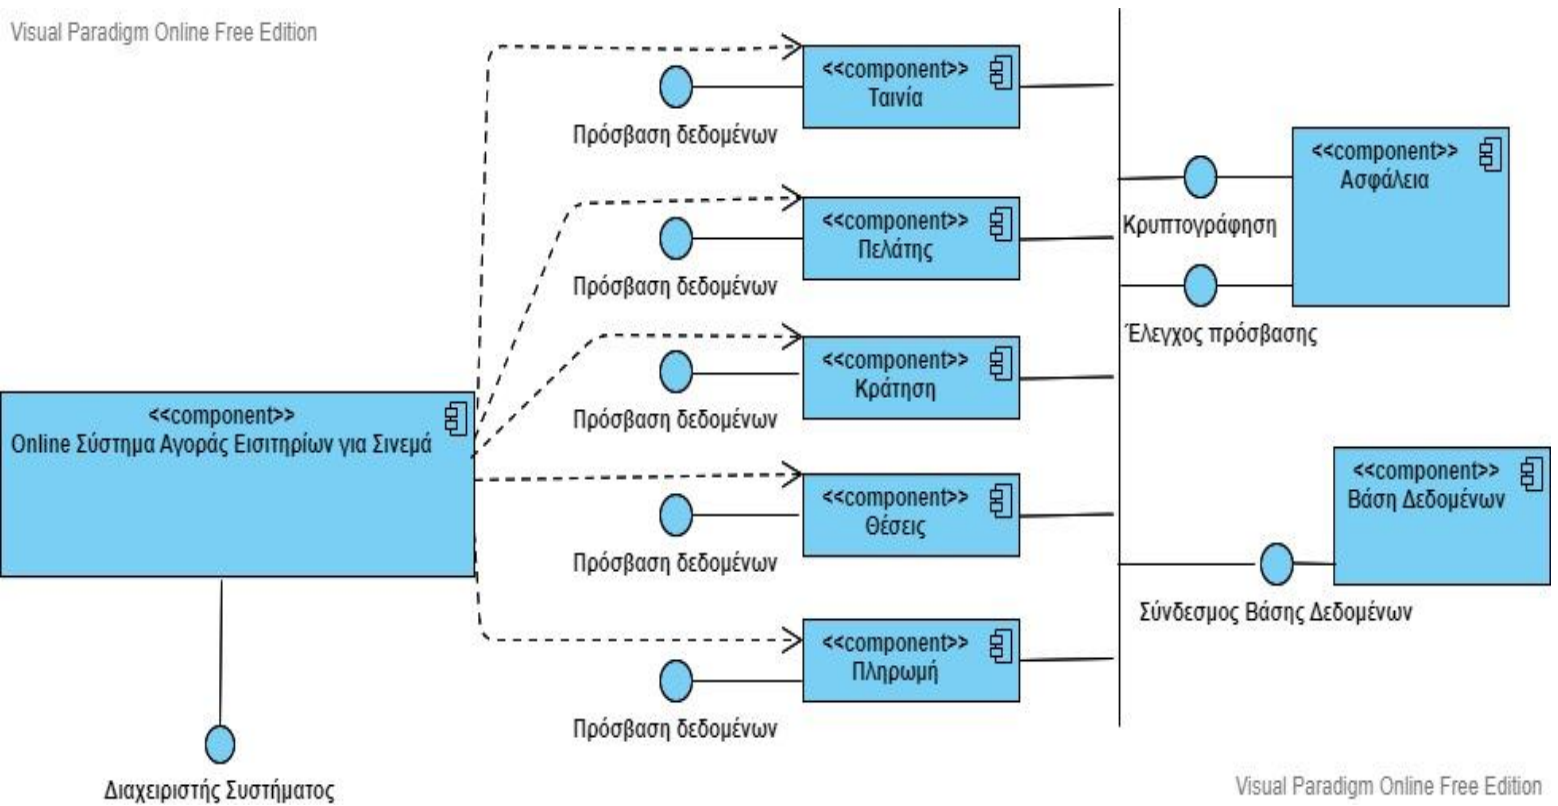 Visual Paradigm Online Free Edition
<<component>>
Ταινία
Πρόσβαση δεδομένων
<<component>>
Ασφάλεια
Κρυπτογράφηση
Έλεγχος πρόσβασης
<<component>>
Πελάτης
Πρόσβαση δεδομένων
<<component>>
Κράτηση
Πρόσβαση δεδομένων
<<component>>
Online Σύστημα Αγοράς Εισιτηρίων για Σινεμά
<<component>>
Θέσεις
Πρόσβαση δεδομένων
<<component>>
Βάση Δεδομένων
Σύνδεσμος Βάσης Δεδομένων
<<component>>
Πληρωμή
Πρόσβαση δεδομένων
Διαχειριστής Συστήματος
Visual Paradigm Online Free Edition